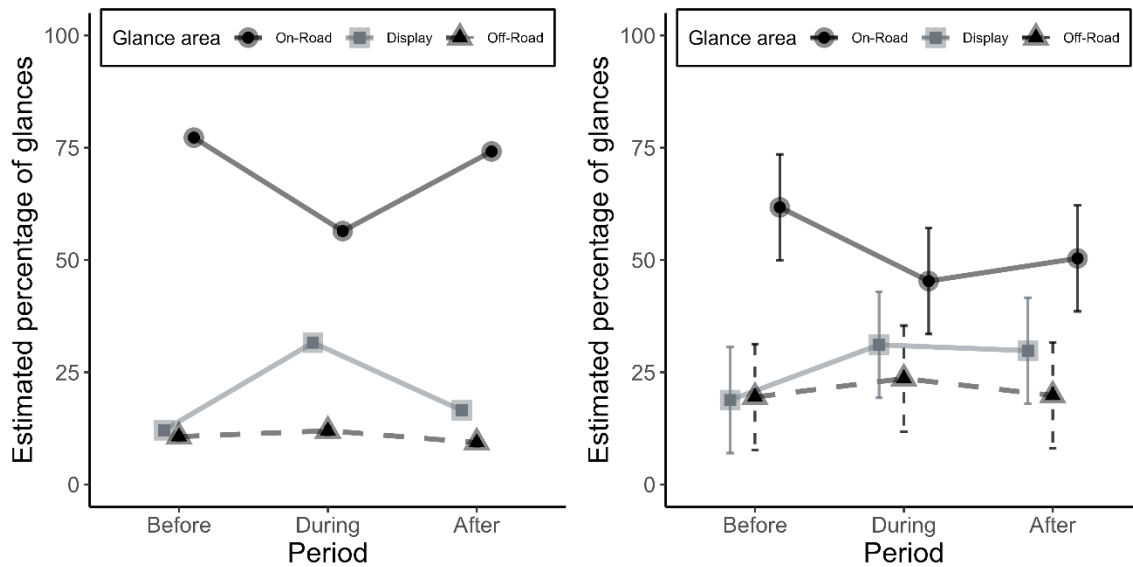 Glance area On-Road Display Off-Road
Estimated percentage of glances
100
75
50
25
0
Before During After
Period
Glance area On-Road Display Off-Road
Estimated percentage of glances
100
75
50
25
0
Before During After
Period